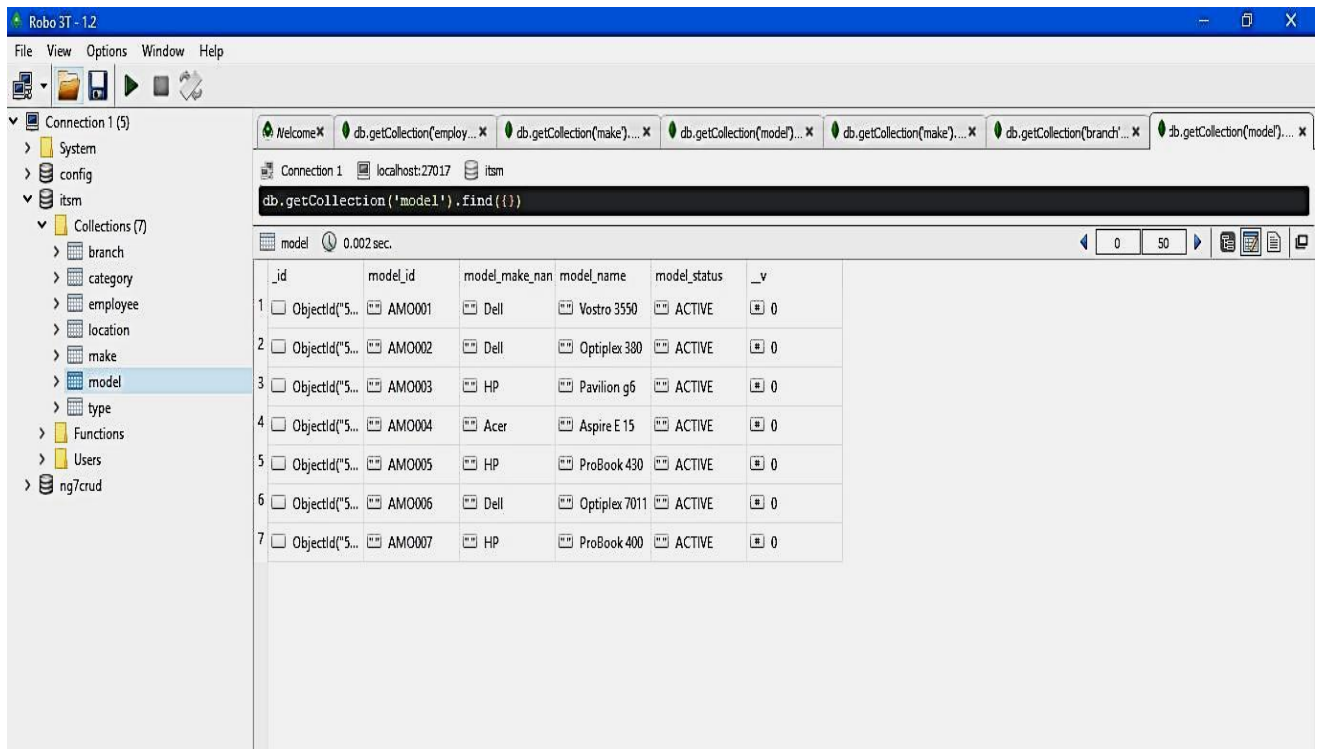 Robo 3T - 1.2
File View Options Window Help
Connection 1 (5)
System
config
itsm
Collections (7)
branch
category
employee
location
make
model
type
Functions
Users
ng7crud
Welcome db.getCollection('employ... db.getCollection('make').... db.getCollection('model')... db.getCollection('make').... db.getCollection('branch'... db.getCollection('model')....
Connection 1 localhost:27017 itsm
db.getCollection('model').find({})
model 0.002 sec. 0 50
_id model_id model_make_nan model_name model_status __v
1 ObjectId("5... AMO001 Dell Vostro 3550 ACTIVE 0
2 ObjectId("5... AMO002 Dell Optiplex 380 ACTIVE 0
3 ObjectId("5... AMO003 HP Pavilion g6 ACTIVE 0
4 ObjectId("5... AMO004 Acer Aspire E 15 ACTIVE 0
5 ObjectId("5... AMO005 HP ProBook 430 ACTIVE 0
6 ObjectId("5... AMO006 Dell Optiplex 7011 ACTIVE 0
7 ObjectId("5... AMO007 HP ProBook 400 ACTIVE 0